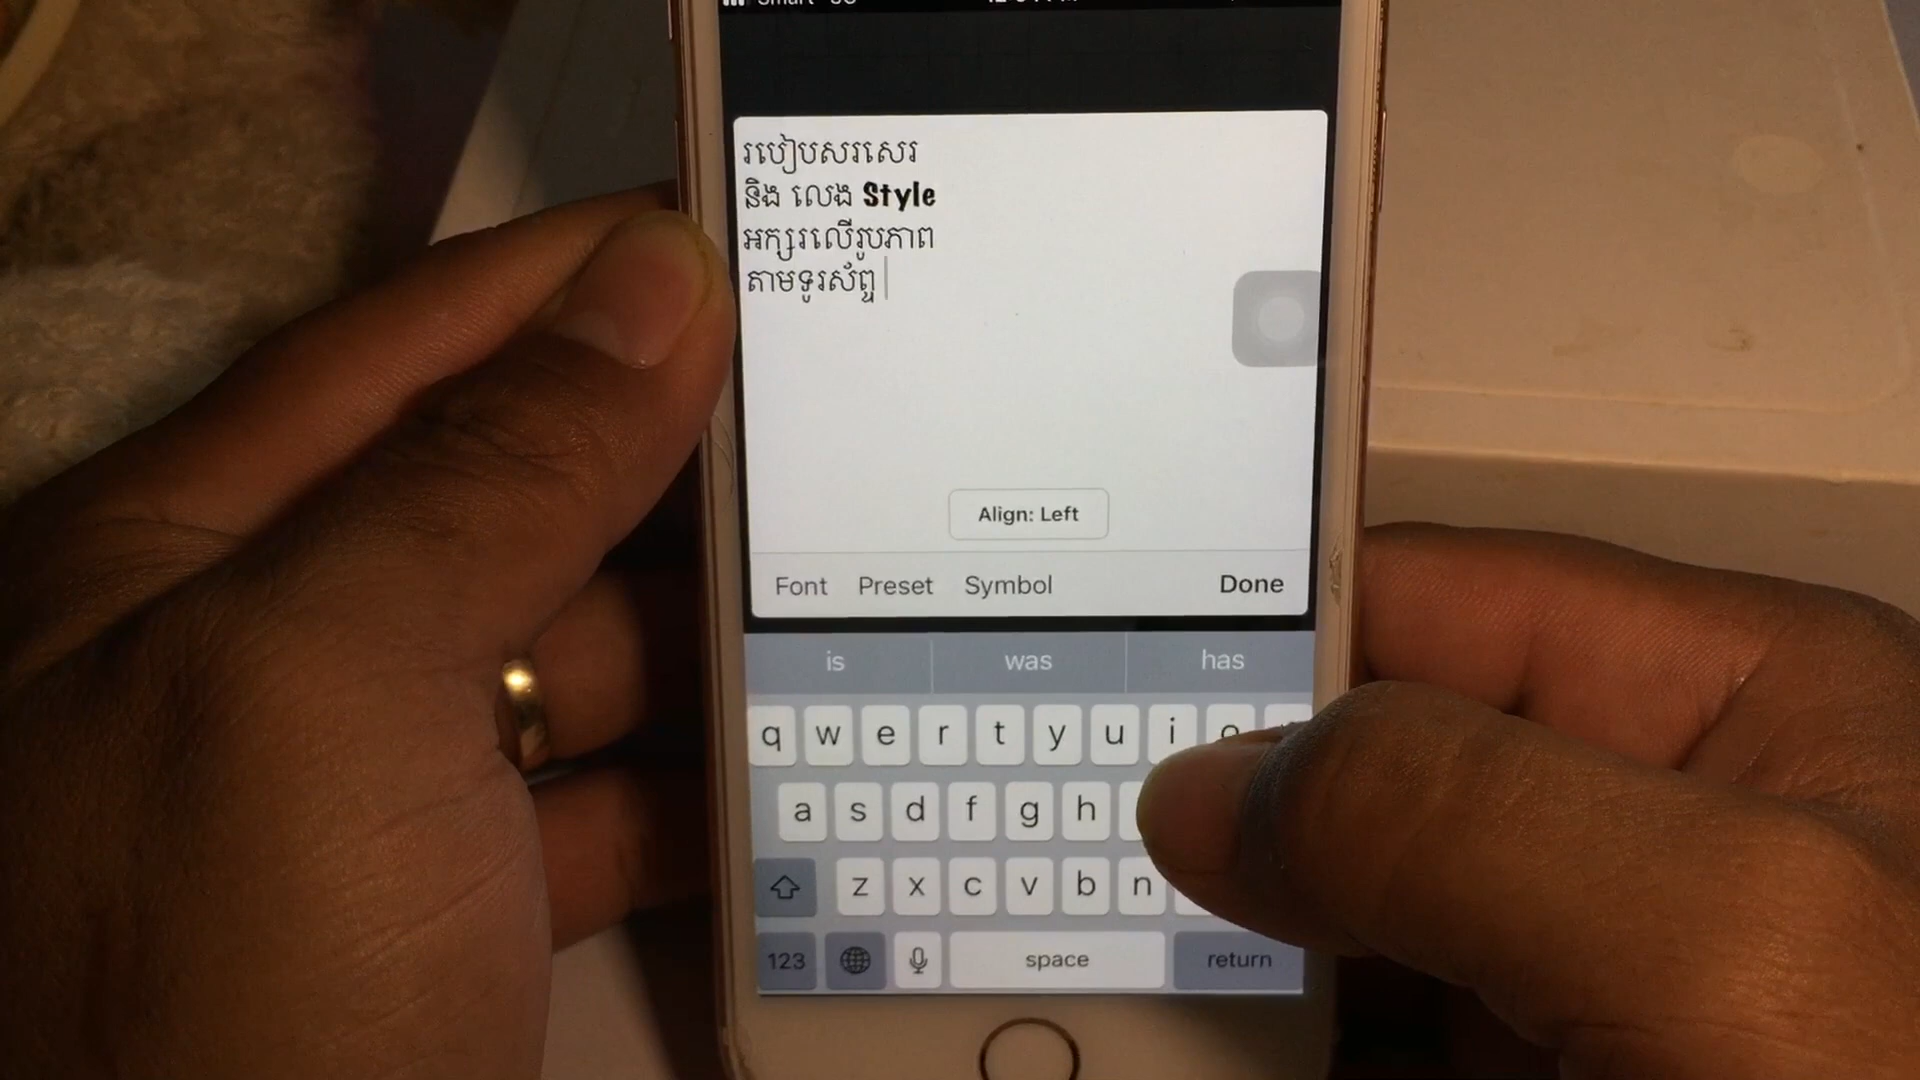 របៀបសរសេរ
និង លេង Style
អក្សរលើរូបភាព
តាមទូរស័ព្ទ
Align: Left
Font Preset Symbol Done
is was has
q w e r t y u i
a s d f g h
z x c v b n
123 space return